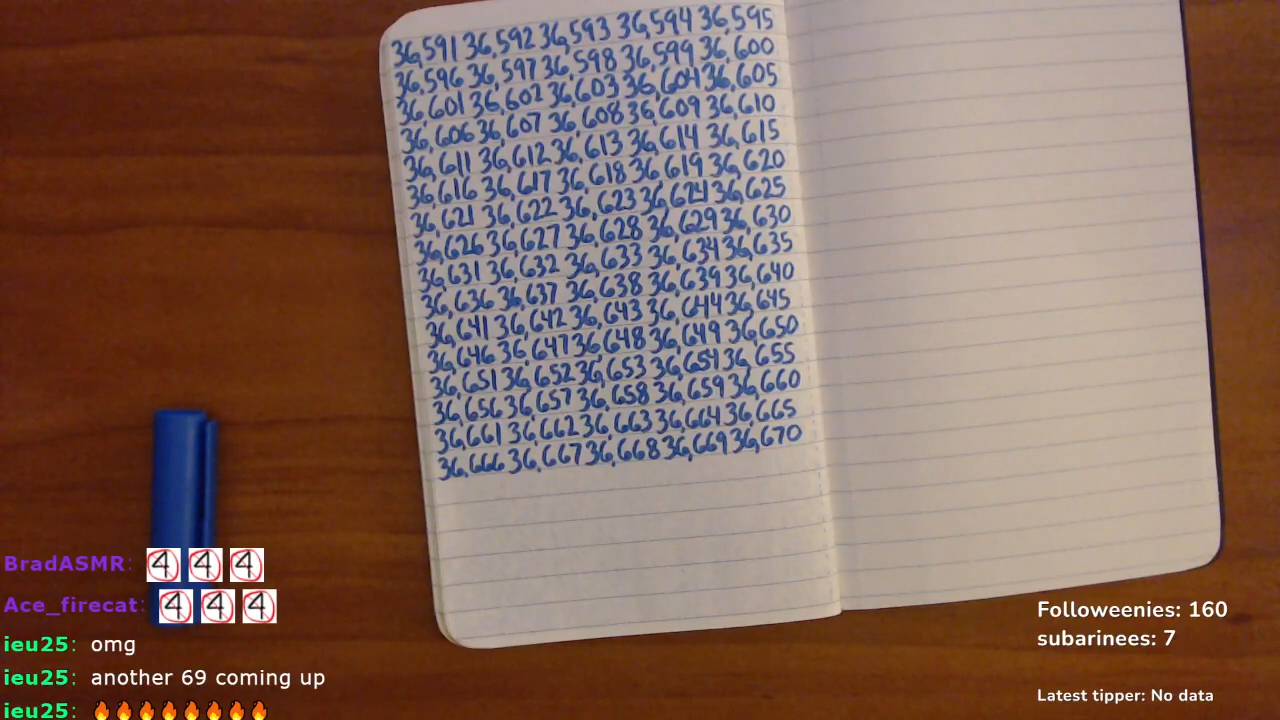 36,591 36,592 36,593 36,594 36,595
36,596 36,597 36,598 36,599 36,600
36,601 36,602 36,603 36,604 36,605
36,606 36,607 36,608 36,609 36,610
36,611 36,612 36,613 36,614 36,615
36,616 36,617 36,618 36,619 36,620
36,621 36,622 36,623 36,624 36,625
36,626 36,627 36,628 36,629 36,630
36,631 36,632 36,633 36,634 36,635
36,636 36,637 36,638 36,639 36,640
36,641 36,642 36,643 36,644 36,645
36,646 36,647 36,648 36,649 36,650
36,651 36,652 36,653 36,654 36,655
36,656 36,657 36,658 36,659 36,660
36,661 36,662 36,663 36,664 36,665
36,666 36,667 36,668 36,669 36,670
BradASMR: 4 4 4
Ace_firecat: 4 4 4
ieu25: omg
ieu25: another 69 coming up
ieu25: 🔥🔥🔥🔥🔥🔥🔥🔥
Followeenies: 160
subarinees: 7
Latest tipper: No data